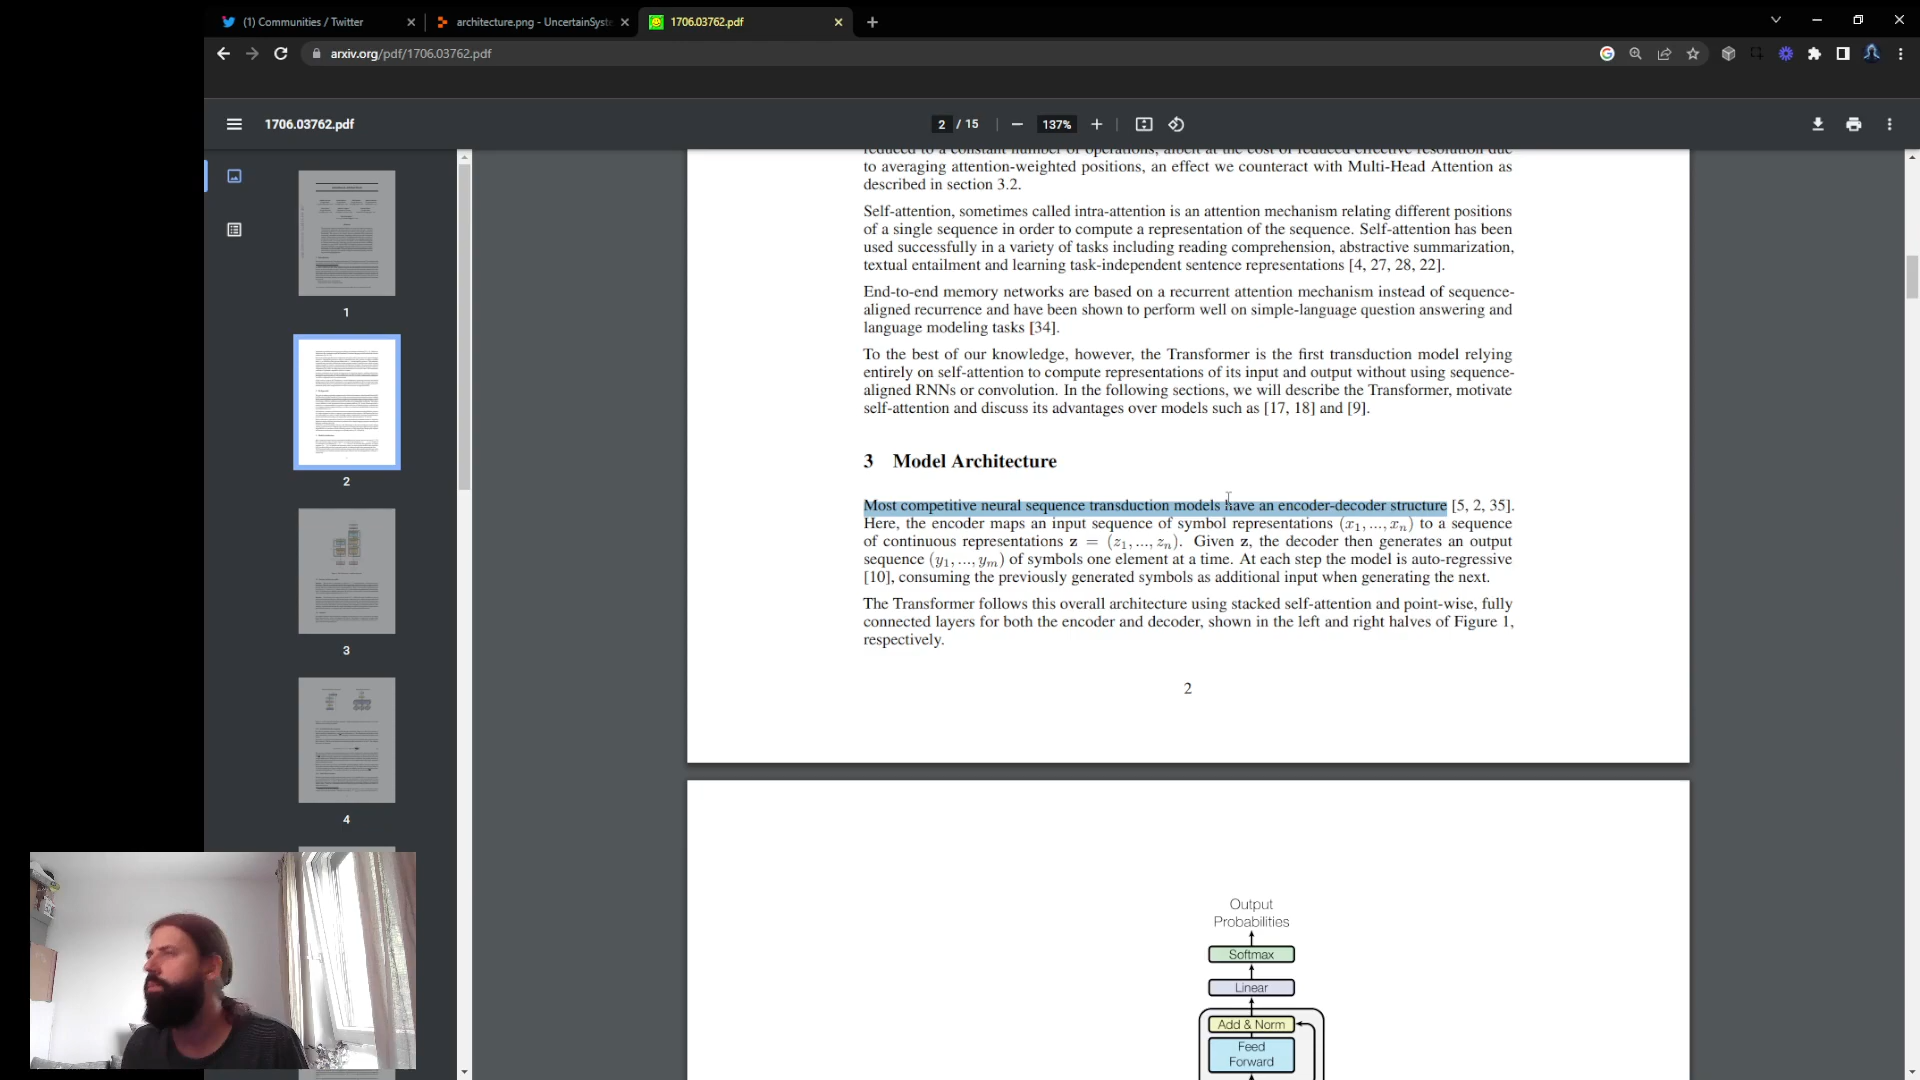 (1) Communities / Twitter
architecture.png - UncertainSyst
1706.03762.pdf
arxiv.org/pdf/1706.03762.pdf
1706.03762.pdf
2 / 15
137%
1
2
3
4
reduced to a constant number of operations, albeit at the cost of reduced effective resolution due
to averaging attention-weighted positions, an effect we counteract with Multi-Head Attention as
described in section 3.2.
Self-attention, sometimes called intra-attention is an attention mechanism relating different positions
of a single sequence in order to compute a representation of the sequence. Self-attention has been
used successfully in a variety of tasks including reading comprehension, abstractive summarization,
textual entailment and learning task-independent sentence representations [4, 27, 28, 22].
End-to-end memory networks are based on a recurrent attention mechanism instead of sequence-
aligned recurrence and have been shown to perform well on simple-language question answering and
language modeling tasks [34].
To the best of our knowledge, however, the Transformer is the first transduction model relying
entirely on self-attention to compute representations of its input and output without using sequence-
aligned RNNs or convolution. In the following sections, we will describe the Transformer, motivate
self-attention and discuss its advantages over models such as [17, 18] and [9].
3 Model Architecture
Most competitive neural sequence transduction models have an encoder-decoder structure [5, 2, 35].
Here, the encoder maps an input sequence of symbol representations (x₁, ..., xₙ) to a sequence
of continuous representations z = (z₁, ..., zₙ). Given z, the decoder then generates an output
sequence (y₁, ..., yₘ) of symbols one element at a time. At each step the model is auto-regressive
[10], consuming the previously generated symbols as additional input when generating the next.
The Transformer follows this overall architecture using stacked self-attention and point-wise, fully
connected layers for both the encoder and decoder, shown in the left and right halves of Figure 1,
respectively.
2
Output
Probabilities
Softmax
Linear
Add & Norm
Feed
Forward